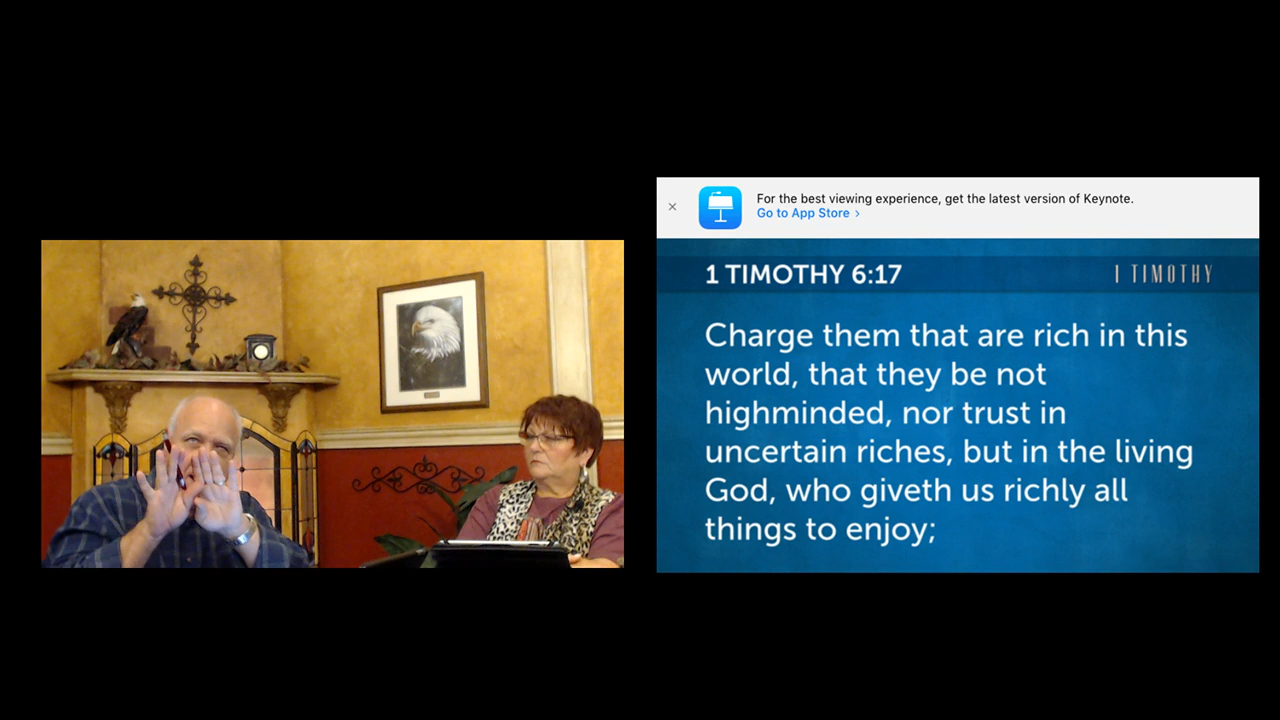 For the best viewing experience, get the latest version of Keynote.
Go to App Store >
1 TIMOTHY 6:17
1 TIMOTHY
Charge them that are rich in this
world, that they be not
highminded, nor trust in
uncertain riches, but in the living
God, who giveth us richly all
things to enjoy;